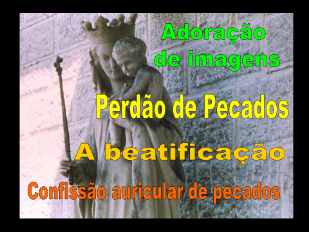 Adoração
de imagens
Perdão de Pecados
A beatificação
Confissão auricular de pecados